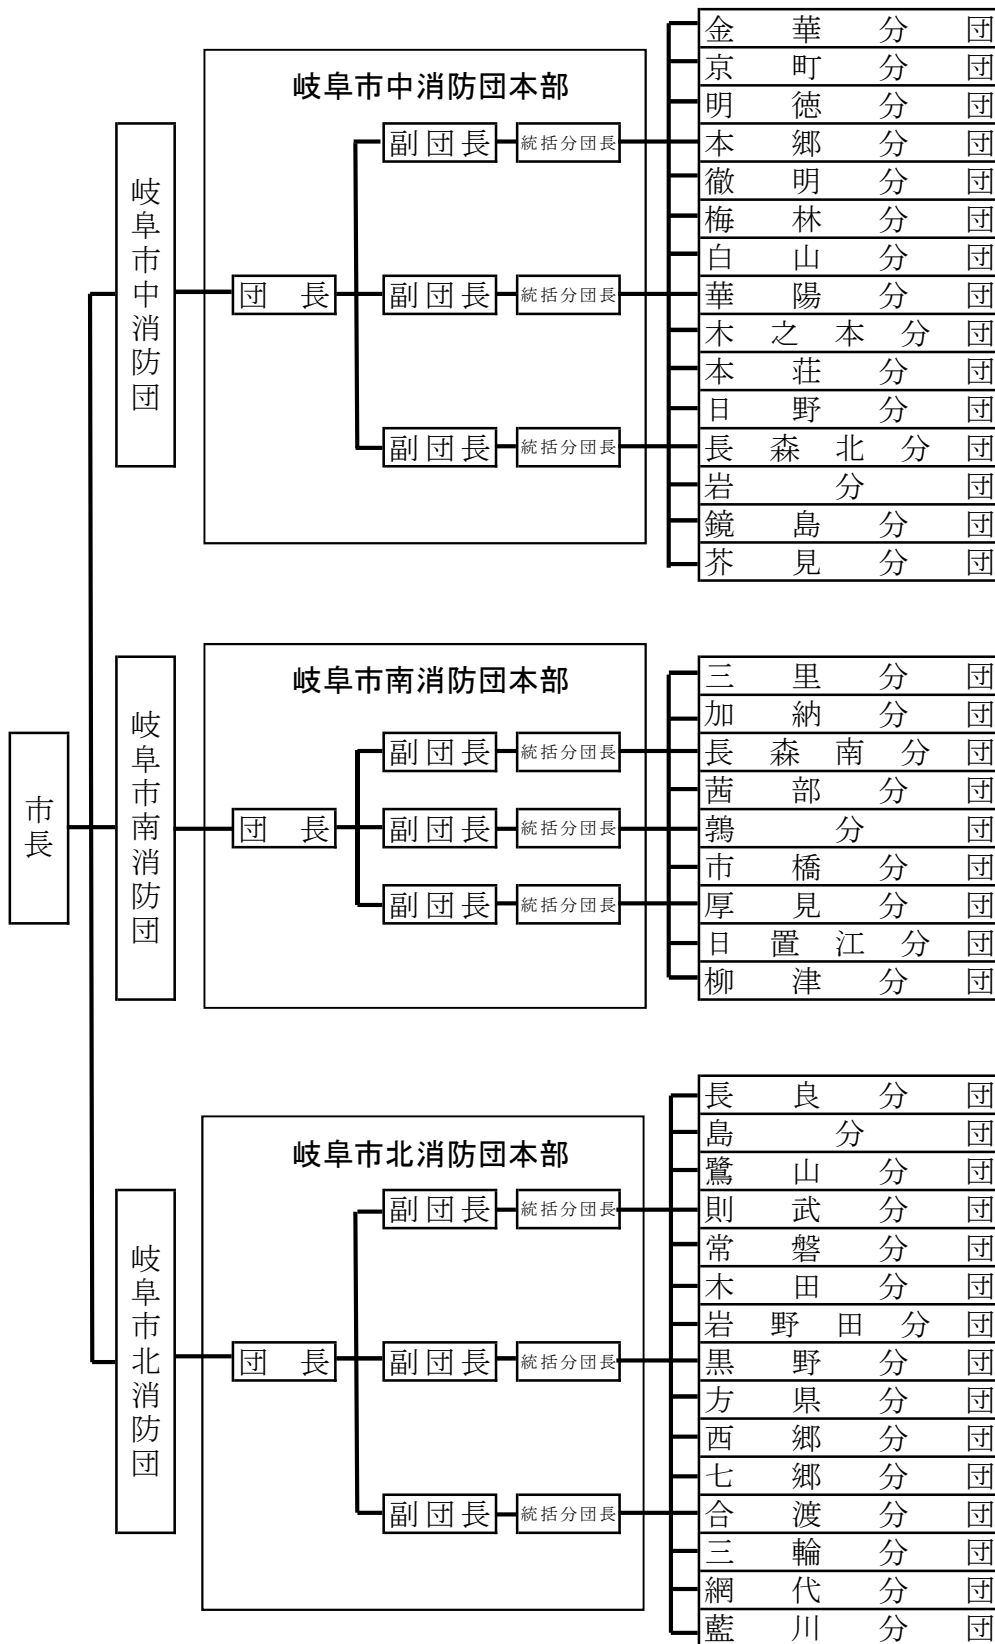 市長
岐阜市中消防団
岐阜市中消防団本部
団長
副団長
統括分団長
副団長
統括分団長
副団長
統括分団長
金華分団
京町分団
明徳分団
本郷分団
徹明分団
梅林分団
白山分団
華陽分団
木之本分団
本荘分団
日野分団
長森北分団
岩分団
鏡島分団
芥見分団
岐阜市南消防団
岐阜市南消防団本部
団長
副団長
統括分団長
副団長
統括分団長
副団長
統括分団長
三里分団
加納分団
長森南分団
茜部分団
鶉分団
市橋分団
厚見分団
日置江分団
柳津分団
岐阜市北消防団
岐阜市北消防団本部
団長
副団長
統括分団長
副団長
統括分団長
副団長
統括分団長
長良分団
島分団
鷺山分団
則武分団
常磐分団
木田分団
岩野田分団
黒野分団
方県分団
西郷分団
七郷分団
合渡分団
三輪分団
網代分団
藍川分団